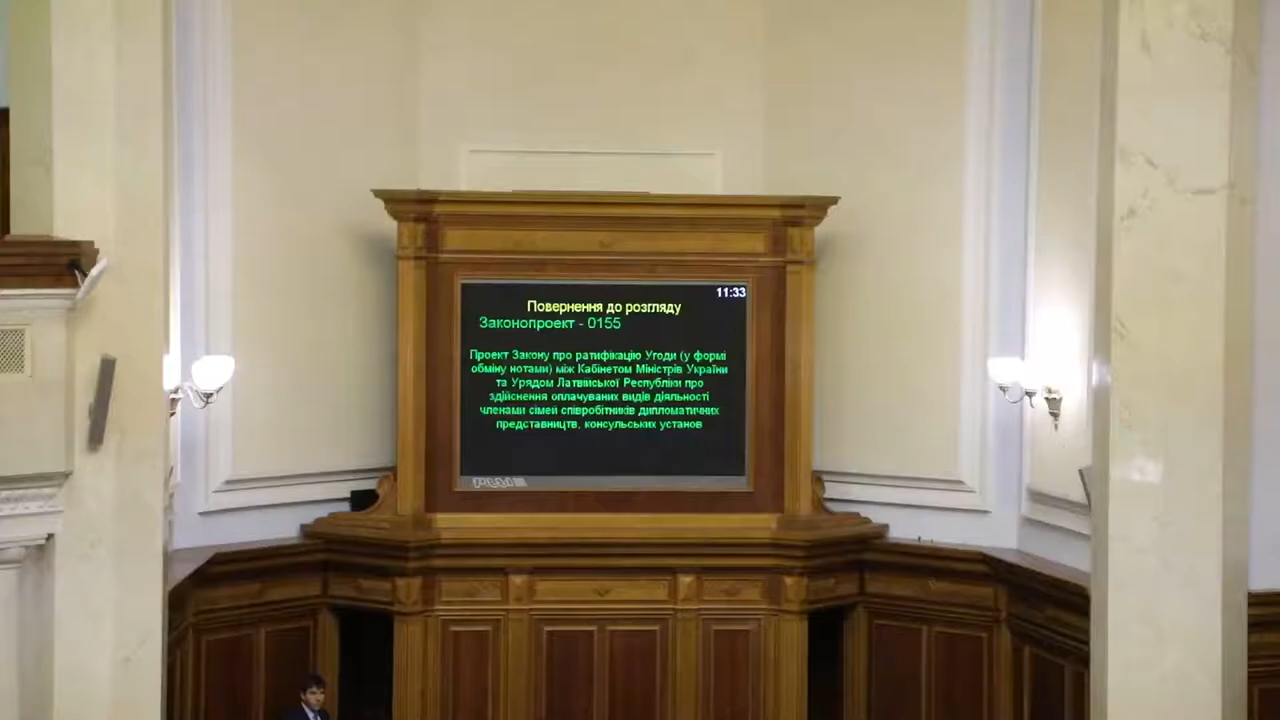 11:33
Повернення до розгляду
Законопроект - 0155
Проект Закону про ратифікацію Угоди (у формі
обміну нотами) між Кабінетом Міністрів України
та Урядом Латвійської Республіки про
здійснення оплачуваних видів діяльності
членами сімей співробітників дипломатичних
представництв, консульських установ